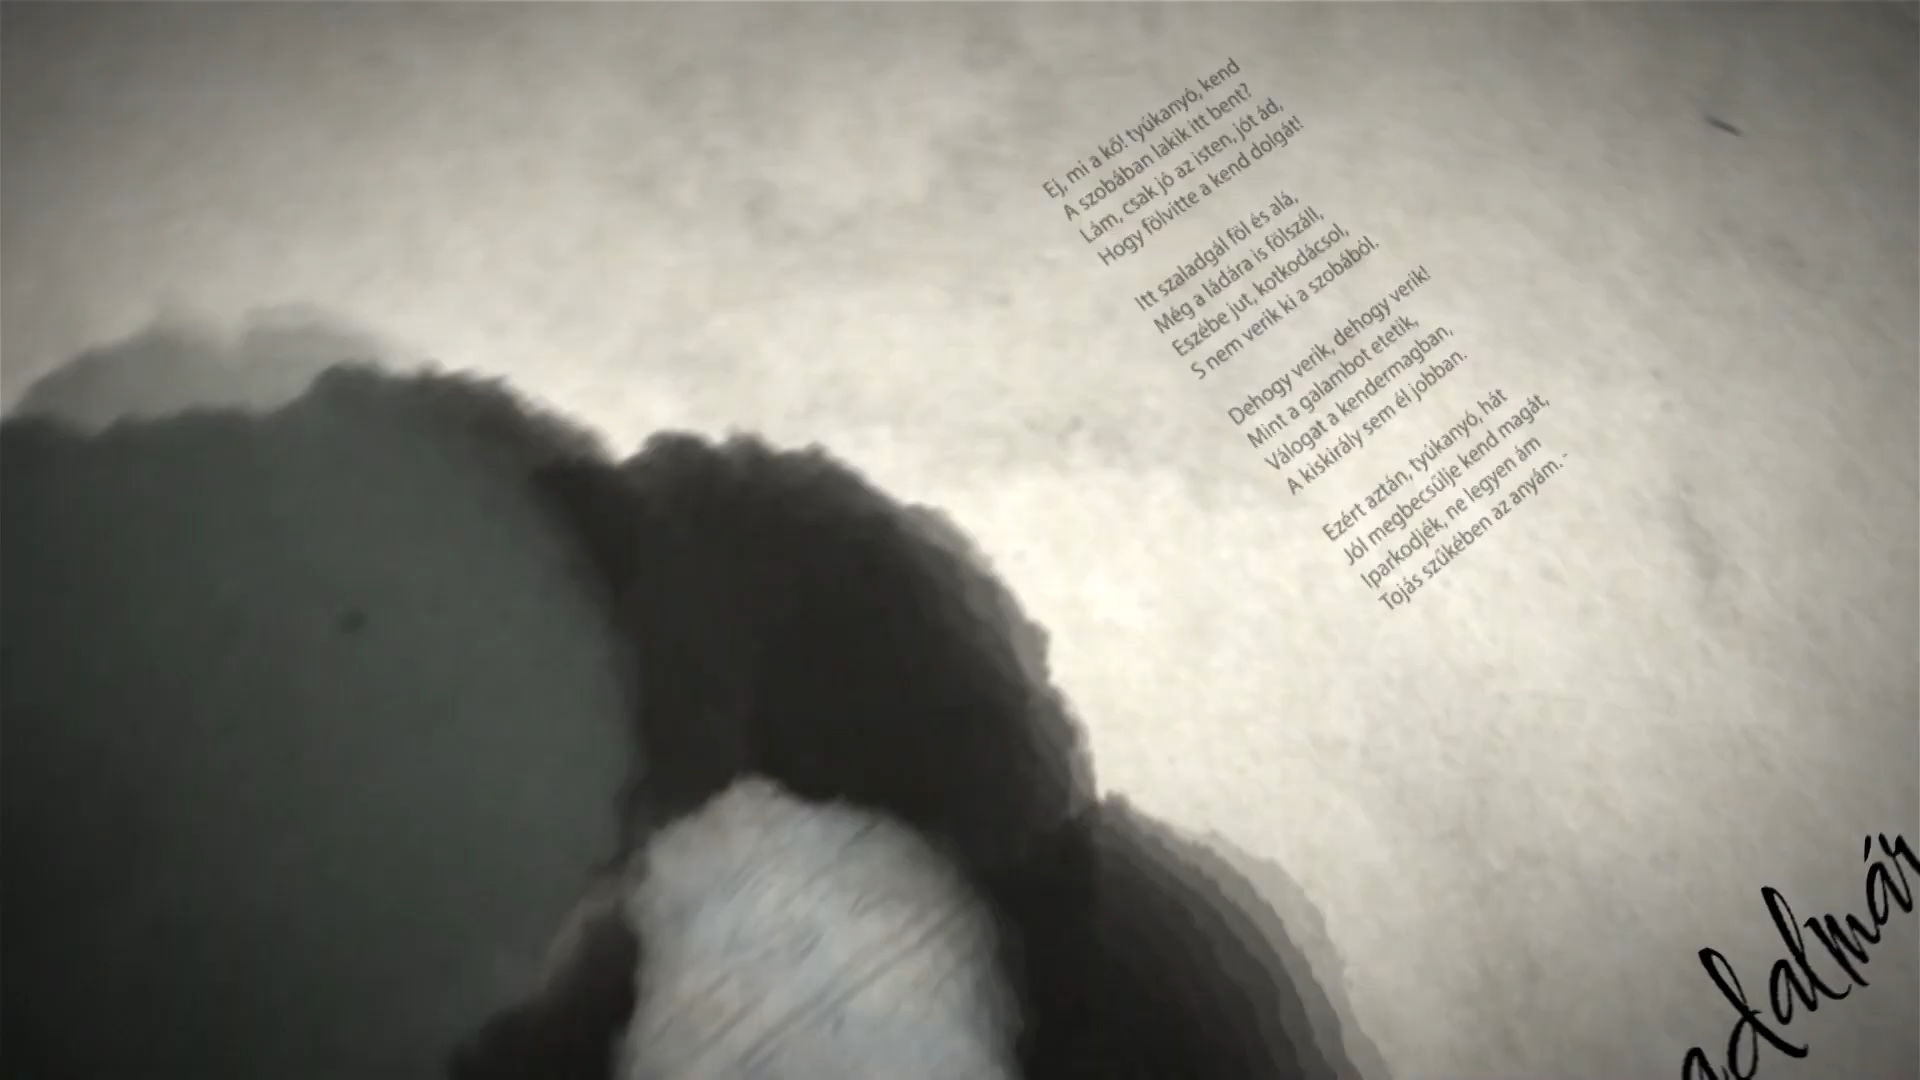 Ej, mi a kő! tyúkanyó, kend
A szobában lakik itt bent?
Lám, csak jó az isten, jót ád,
Hogy fölvitte a kend dolgát!
Itt szaladgál föl és alá,
Még a ládára is fölszáll,
Eszébe jut, kotkodácsol,
S nem verik ki a szobából.
Dehogy verik, dehogy verik!
Mint a galambot etetik,
Válogat a kendermagban,
A kiskirály sem él jobban.
Ezért aztán, tyúkanyó, hát
Jól megbecsűlje kend magát,
Iparkodjék, ne legyen ám
Tojás szűkében az anyám. -
adalmár